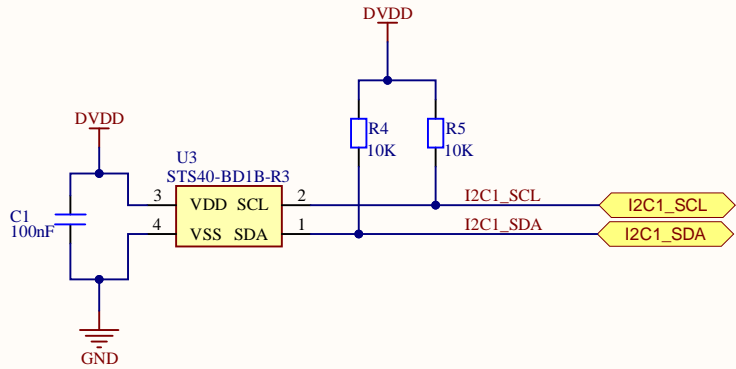 DVDD
DVDD
R4
R5
10K
10K
U3
STS40-BD1B-R3
3
VDD SCL
2
I2C1_SCL
I2C1_SCL
C1
100nF
4
VSS SDA
1
I2C1_SDA
I2C1_SDA
GND